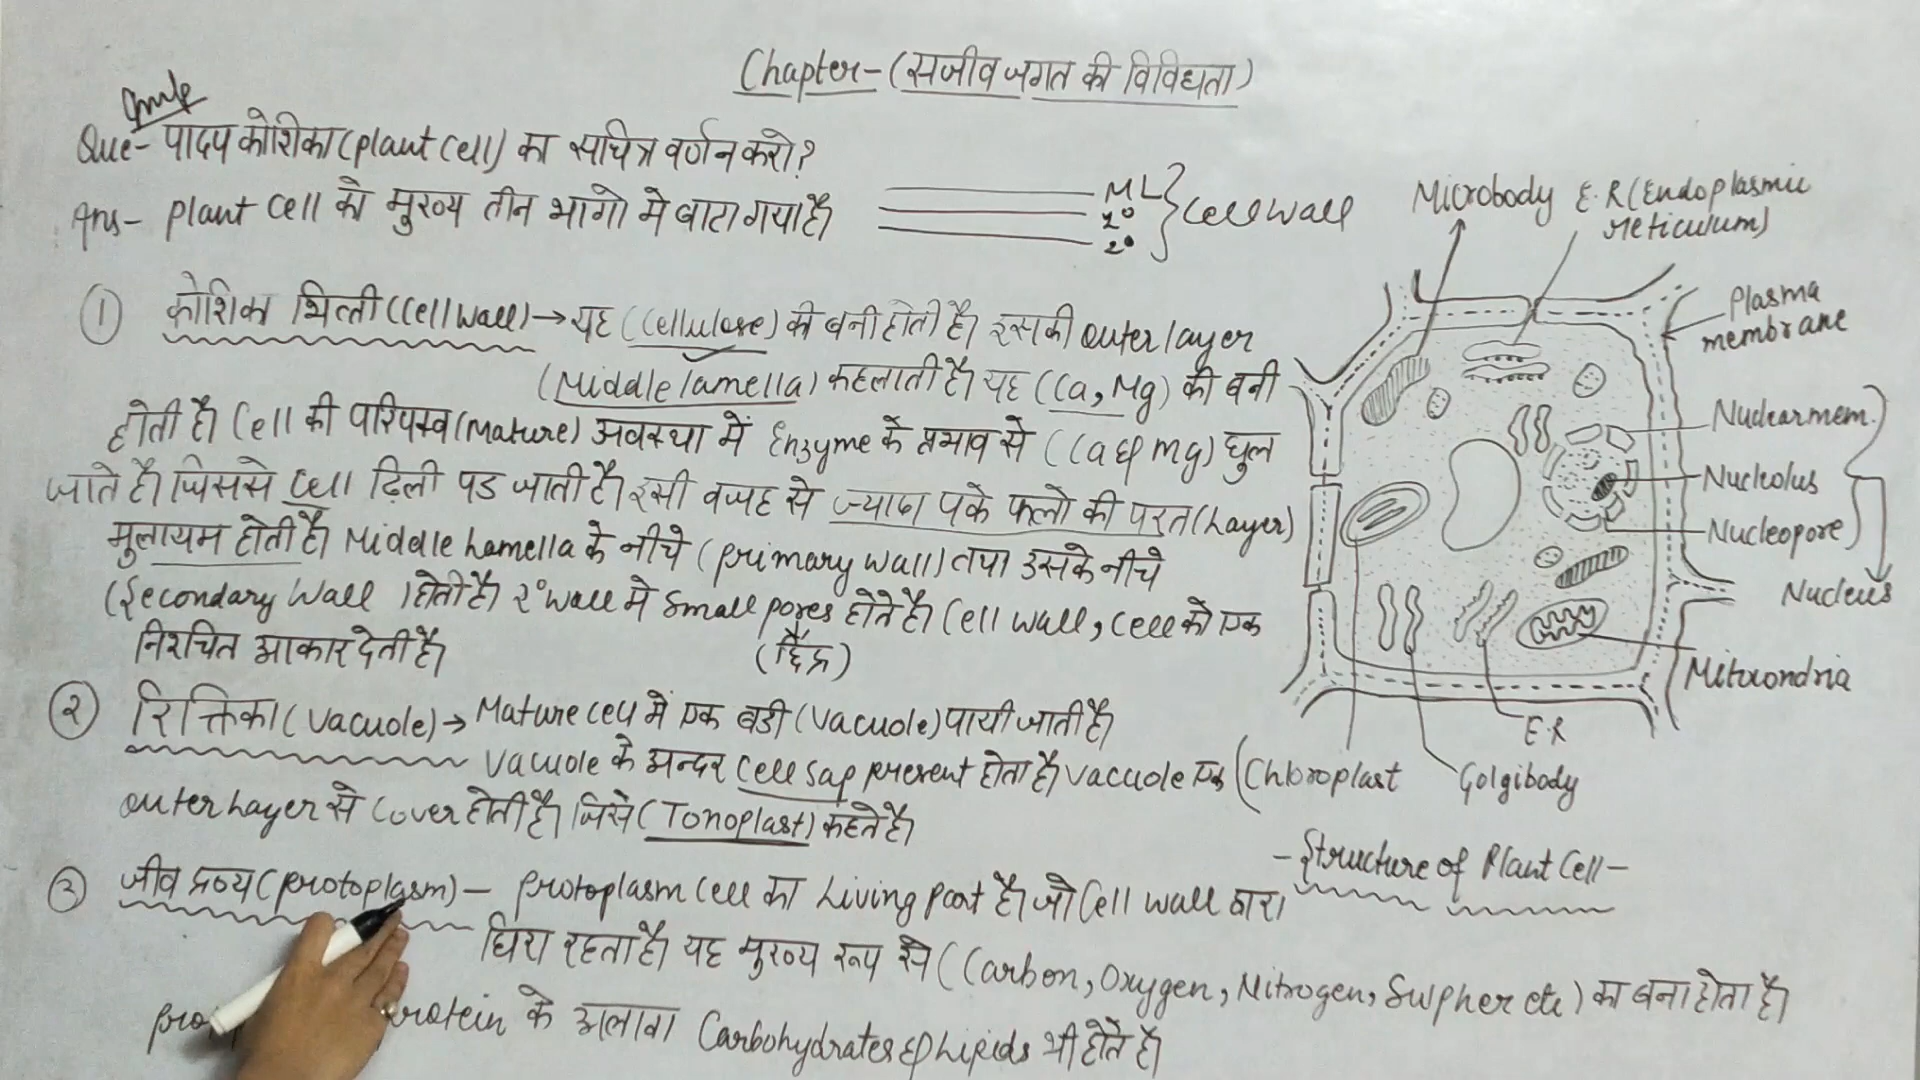 Chapter-(सजीव जगत की विविधता)
Que- पादप कोशिका(plant cell) का सचित्र वर्णन करो?
Ans- plant cell को मुख्य तीन भागो मे बाटा गया है
ML
1°
2°
Cell wall
① कोशिका भित्ती(Cell wall)→यह (Cellulose) की बनी होती है। इसकी outer layer
(Middle lamella) कहलाती है। यह (Ca, Mg) की बनी
होती है। Cell की परिपक्व(Mature) अवस्था में Enzyme के प्रभाव से (Ca & Mg) घुल
जाते है। जिससे Cell ढिली पड जाती है। इसी वजह से ज्यादा पके फलो की परत(Layer)
मुलायम होती है। Middle Lamella के नीचे (primary wall) तथा उसके नीचे
(Secondary Wall) होती है। 2°wall मे small pores होते है। Cell wall, cell को एक
निश्चित आकार देती है।
(छिद्र)
② रिक्तिका(Vacuole)→ Mature cell में एक बडी (Vacuole) पायी जाती है।
Vacuole के अन्दर Cell sap present होता है। Vacuole एक
outer Layer से Cover होती है। जिसे (Tonoplast) कहते है।
③ जीव द्रव्य(protoplasm)- protoplasm cell का Living part है। जो Cell wall द्वारा
घिरा रहता है। यह मुख्य रूप से (Carbon, Oxygen, Nitrogen, Sulpher etc) का बना होता है।
के अलावा Carbohydrates & Lipids भी होते है।
Microbody
E.R(Endoplasmic
reticulum)
Plasma
membrane
Nuclear mem.
Nucleolus
Nucleopore
Nucleus
Mitocondria
E.R
Golgibody
Chloroplast
-Structure of Plant Cell-